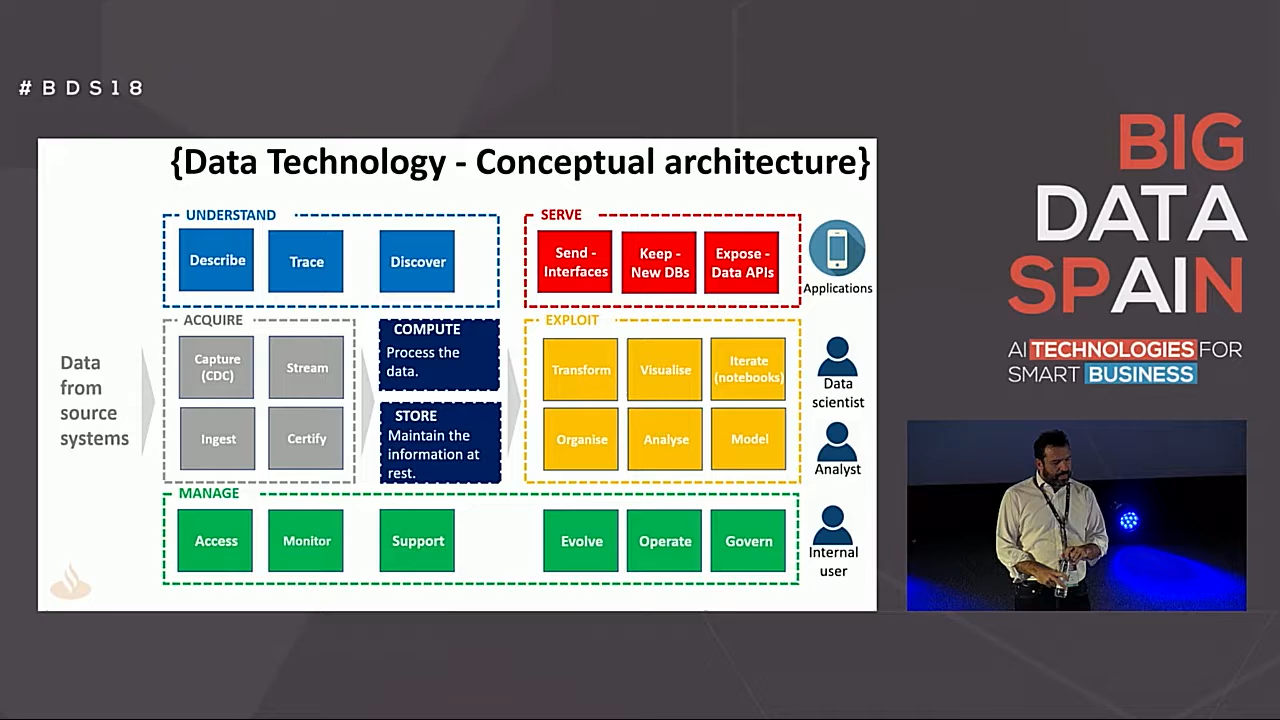 #BDS18
{Data Technology - Conceptual architecture}
UNDERSTAND
Describe
Trace
Discover
SERVE
Send -
Interfaces
Keep -
New DBs
Expose -
Data APIs
Applications
Data
from
source
systems
ACQUIRE
Capture
(CDC)
Stream
Ingest
Certify
COMPUTE
Process the
data.
STORE
Maintain the
information at
rest.
EXPLOIT
Transform
Visualise
Iterate
(notebooks)
Organise
Analyse
Model
Data
scientist
Analyst
MANAGE
Access
Monitor
Support
Evolve
Operate
Govern
Internal
user
BIG
DATA
SPAIN
AI TECHNOLOGIES FOR
SMART BUSINESS